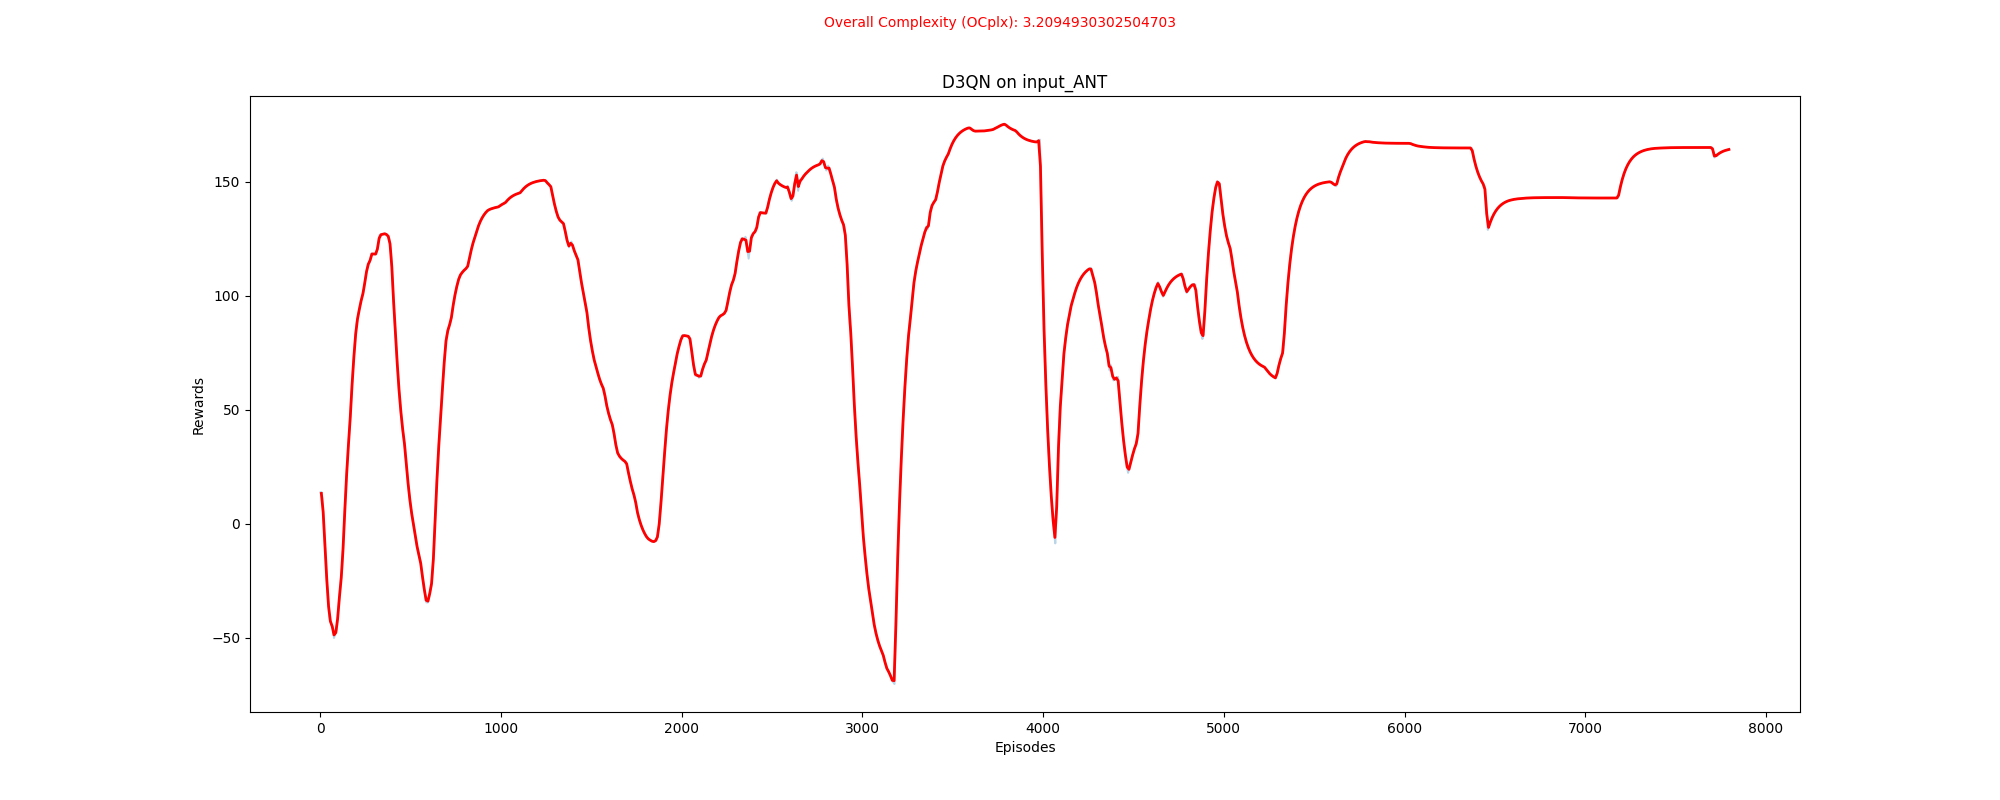 Overall Complexity (OCplx): 3.2094930302504703
D3QN on input_ANT
Rewards
150
100
50
0
−50
0 1000 2000 3000 4000 5000 6000 7000 8000
Episodes